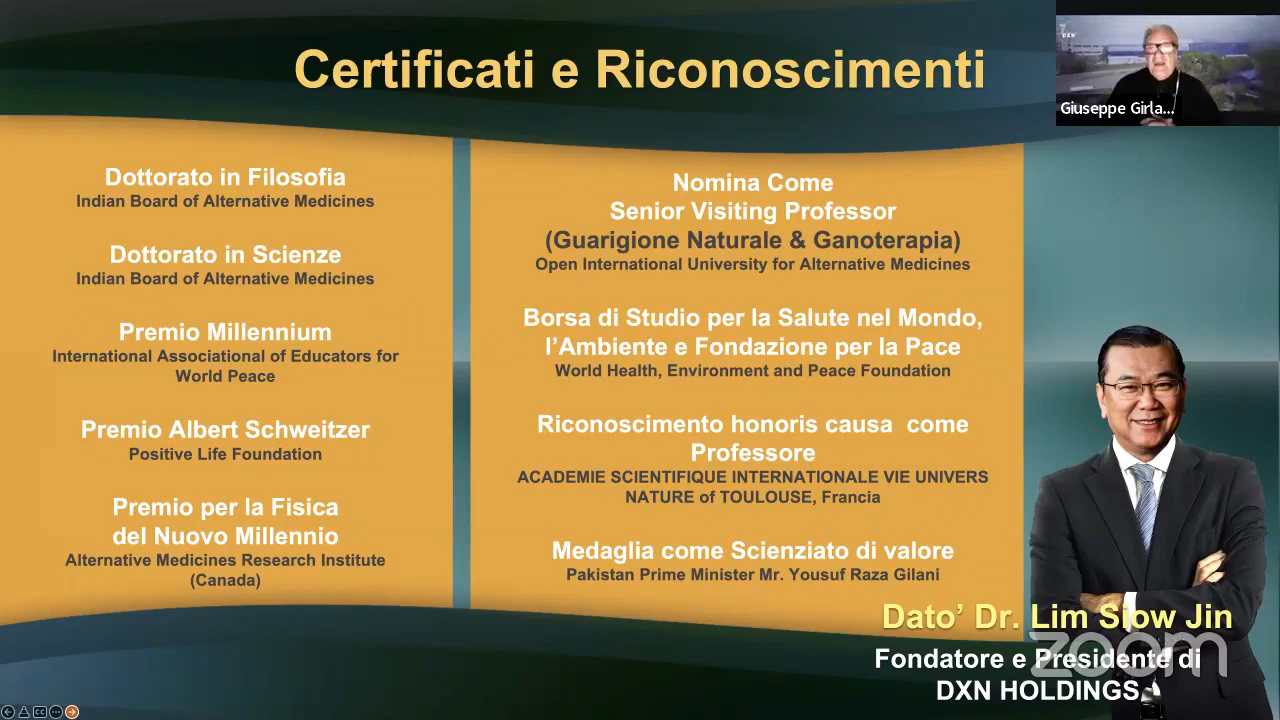 Certificati e Riconoscimenti
DXN
Giuseppe Girla...
Dottorato in Filosofia
Indian Board of Alternative Medicines
Dottorato in Scienze
Indian Board of Alternative Medicines
Premio Millennium
International Associational of Educators for
World Peace
Premio Albert Schweitzer
Positive Life Foundation
Premio per la Fisica
del Nuovo Millennio
Alternative Medicines Research Institute
(Canada)
Nomina Come
Senior Visiting Professor
(Guarigione Naturale & Ganoterapia)
Open International University for Alternative Medicines
Borsa di Studio per la Salute nel Mondo,
l’Ambiente e Fondazione per la Pace
World Health, Environment and Peace Foundation
Riconoscimento honoris causa  come
Professore
ACADEMIE SCIENTIFIQUE INTERNATIONALE VIE UNIVERS
NATURE of TOULOUSE, Francia
Medaglia come Scienziato di valore
Pakistan Prime Minister Mr. Yousuf Raza Gilani
Dato’ Dr. Lim Siow Jin
zoom
Fondatore e Presidente di
DXN HOLDINGS
CC